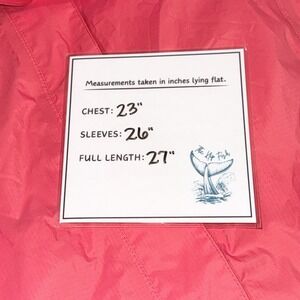 Measurements taken in inches lying flat.
CHEST: 23"
SLEEVES: 26"
FULL LENGTH: 27"